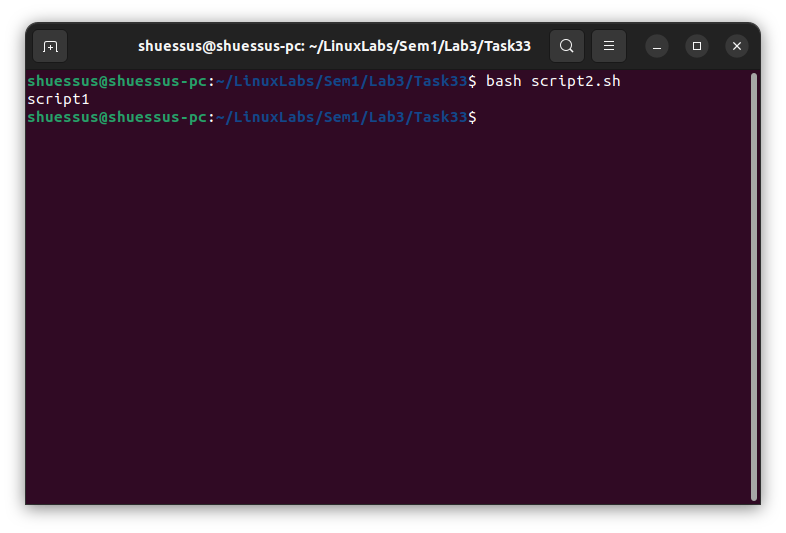 shuessus@shuessus-pc: ~/LinuxLabs/Sem1/Lab3/Task33
shuessus@shuessus-pc:~/LinuxLabs/Sem1/Lab3/Task33$ bash script2.sh
script1
shuessus@shuessus-pc:~/LinuxLabs/Sem1/Lab3/Task33$